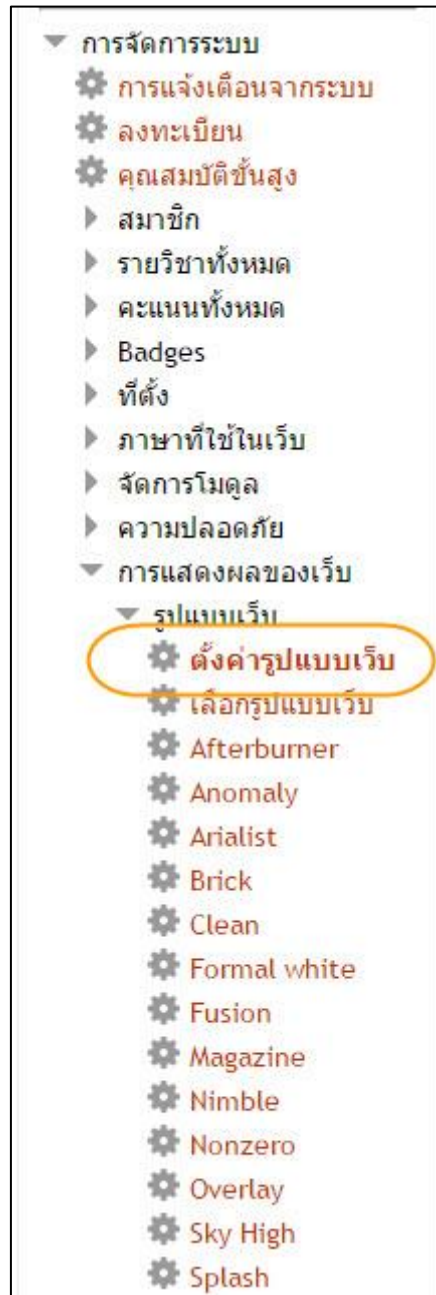 การจัดการระบบ
การแจ้งเตือนจากระบบ
ลงทะเบียน
คุณสมบัติขั้นสูง
สมาชิก
รายวิชาทั้งหมด
คะแนนทั้งหมด
Badges
ที่ตั้ง
ภาษาที่ใช้ในเว็บ
จัดการโมดูล
ความปลอดภัย
การแสดงผลของเว็บ
รูปแบบเว็บ
ตั้งค่ารูปแบบเว็บ
เลือกรูปแบบเว็บ
Afterburner
Anomaly
Arialist
Brick
Clean
Formal white
Fusion
Magazine
Nimble
Nonzero
Overlay
Sky High
Splash